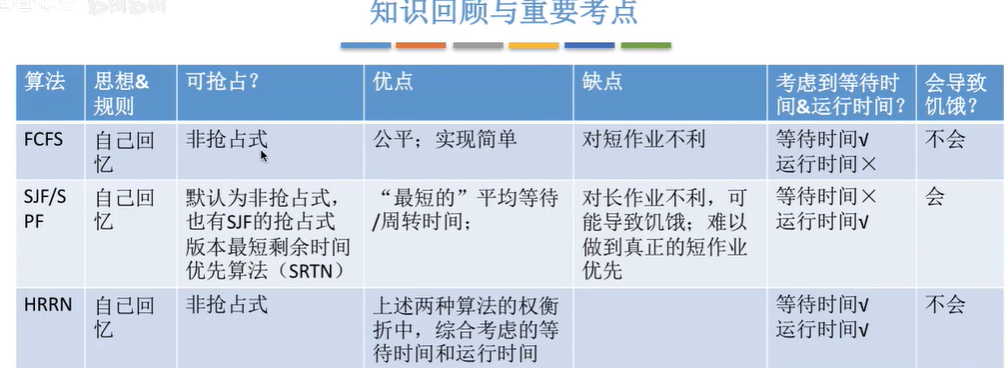 知识回顾与重要考点
算法
思想&
规则
可抢占？
优点
缺点
考虑到等待时
间&运行时间？
会导致
饥饿？
FCFS
自己回
忆
非抢占式
公平；实现简单
对短作业不利
等待时间√
运行时间×
不会
SJF/S
PF
自己回
忆
默认为非抢占式，
也有SJF的抢占式
版本最短剩余时间
优先算法（SRTN）
“最短的”平均等待
/周转时间；
对长作业不利，可
能导致饥饿；难以
做到真正的短作业
优先
等待时间×
运行时间√
会
HRRN
自己回
忆
非抢占式
上述两种算法的权衡
折中，综合考虑的等
待时间和运行时间
等待时间√
运行时间√
不会